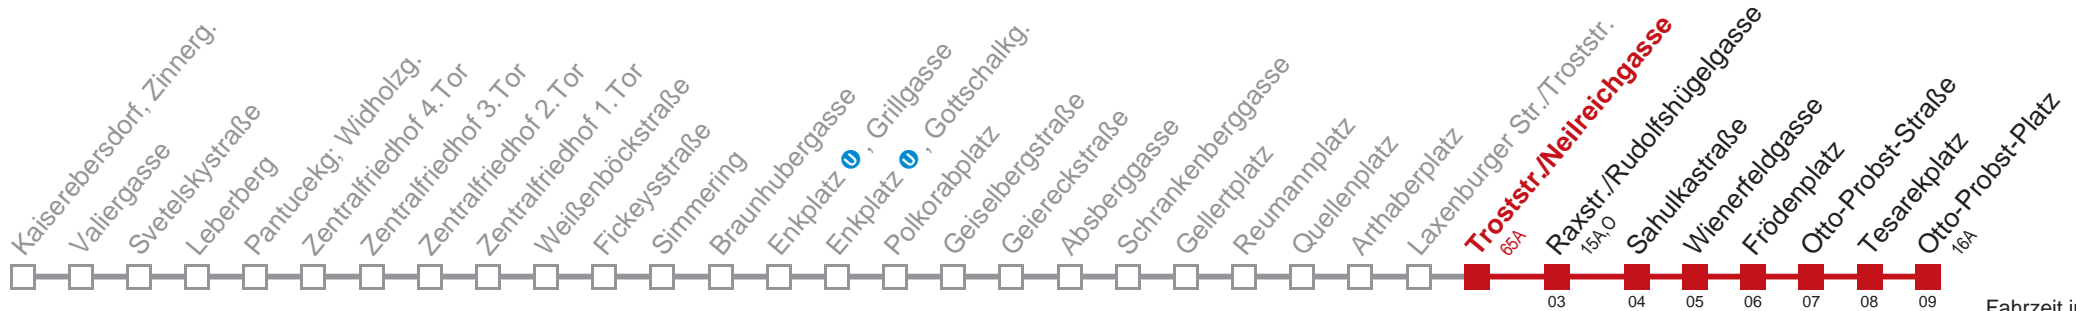 Kaiserebersdorf, Zinnerg.
Valiergasse
Svetelskystraße
Leberberg
Pantucekg; Widholzg.
Zentralfriedhof 4.Tor
Zentralfriedhof 3.Tor
Zentralfriedhof 2.Tor
Zentralfriedhof 1.Tor
Weißenböckstraße
Fickeysstraße
Simmering
Braunhubergasse
Enkplatz U , Grillgasse
Enkplatz U , Gottschalkg.
Polkorabplatz
Geiselbergstraße
Geiereckstraße
Absberggasse
Schrankenberggasse
Gellertplatz
Reumannplatz
Quellenplatz
Arthaberplatz
Laxenburger Str./Troststr.
Troststr./Neilreichgasse
65A
Raxstr./Rudolfshügelgasse
15A,O
03
Sahulkastraße
04
Wienerfeldgasse
05
Frödenplatz
06
Otto-Probst-Straße
07
Tesarekplatz
08
Otto-Probst-Platz
16A
09
Fahrzeit